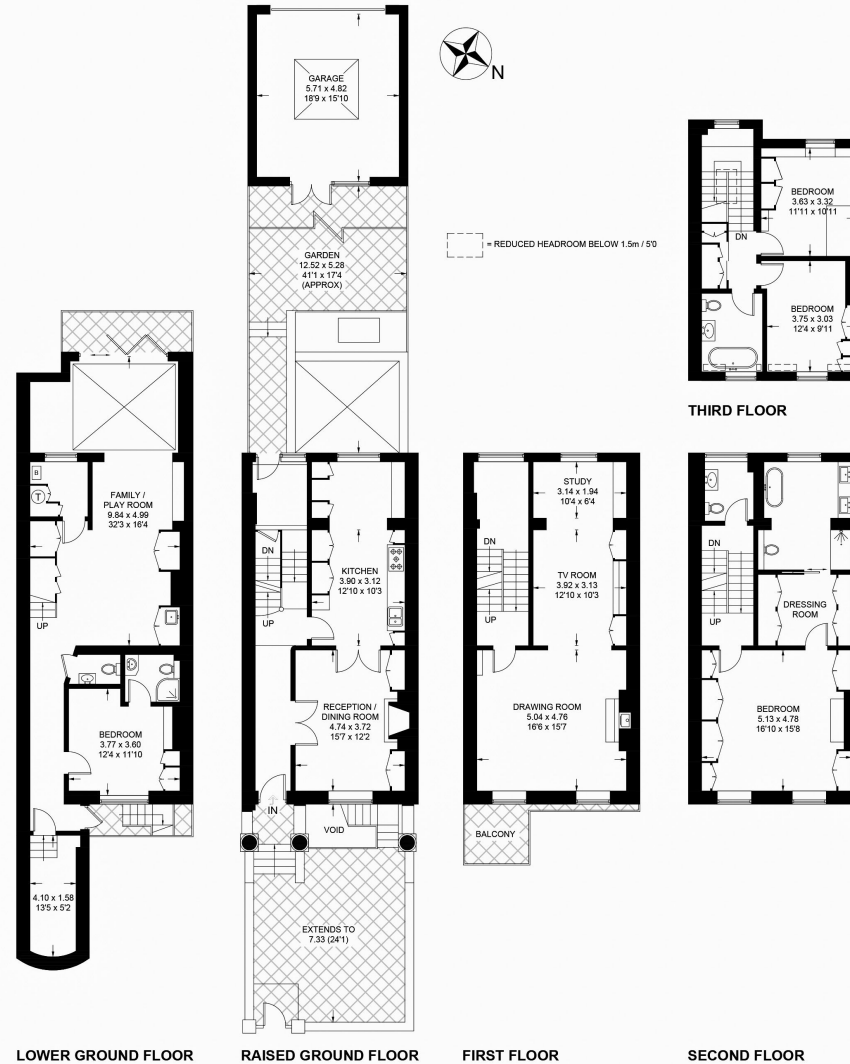 GARAGE
5.71 x 4.82
18'9 x 15'10
N
= REDUCED HEADROOM BELOW 1.5m / 5'0
GARDEN
12.52 x 5.28
41'1 x 17'4
(APPROX)
BEDROOM
3.63 x 3.32
11'11 x 10'11
DN
BEDROOM
3.75 x 3.03
12'4 x 9'11
THIRD FLOOR
B
T
FAMILY /
PLAY ROOM
9.84 x 4.99
32'3 x 16'4
UP
BEDROOM
3.77 x 3.60
12'4 x 11'10
4.10 x 1.58
13'5 x 5'2
LOWER GROUND FLOOR
DN
UP
KITCHEN
3.90 x 3.12
12'10 x 10'3
RECEPTION /
DINING ROOM
4.74 x 3.72
15'7 x 12'2
IN
VOID
EXTENDS TO
7.33 (24'1)
RAISED GROUND FLOOR
STUDY
3.14 x 1.94
10'4 x 6'4
DN
UP
TV ROOM
3.92 x 3.13
12'10 x 10'3
DRAWING ROOM
5.04 x 4.76
16'6 x 15'7
BALCONY
FIRST FLOOR
DN
UP
DRESSING
ROOM
BEDROOM
5.13 x 4.78
16'10 x 15'8
SECOND FLOOR